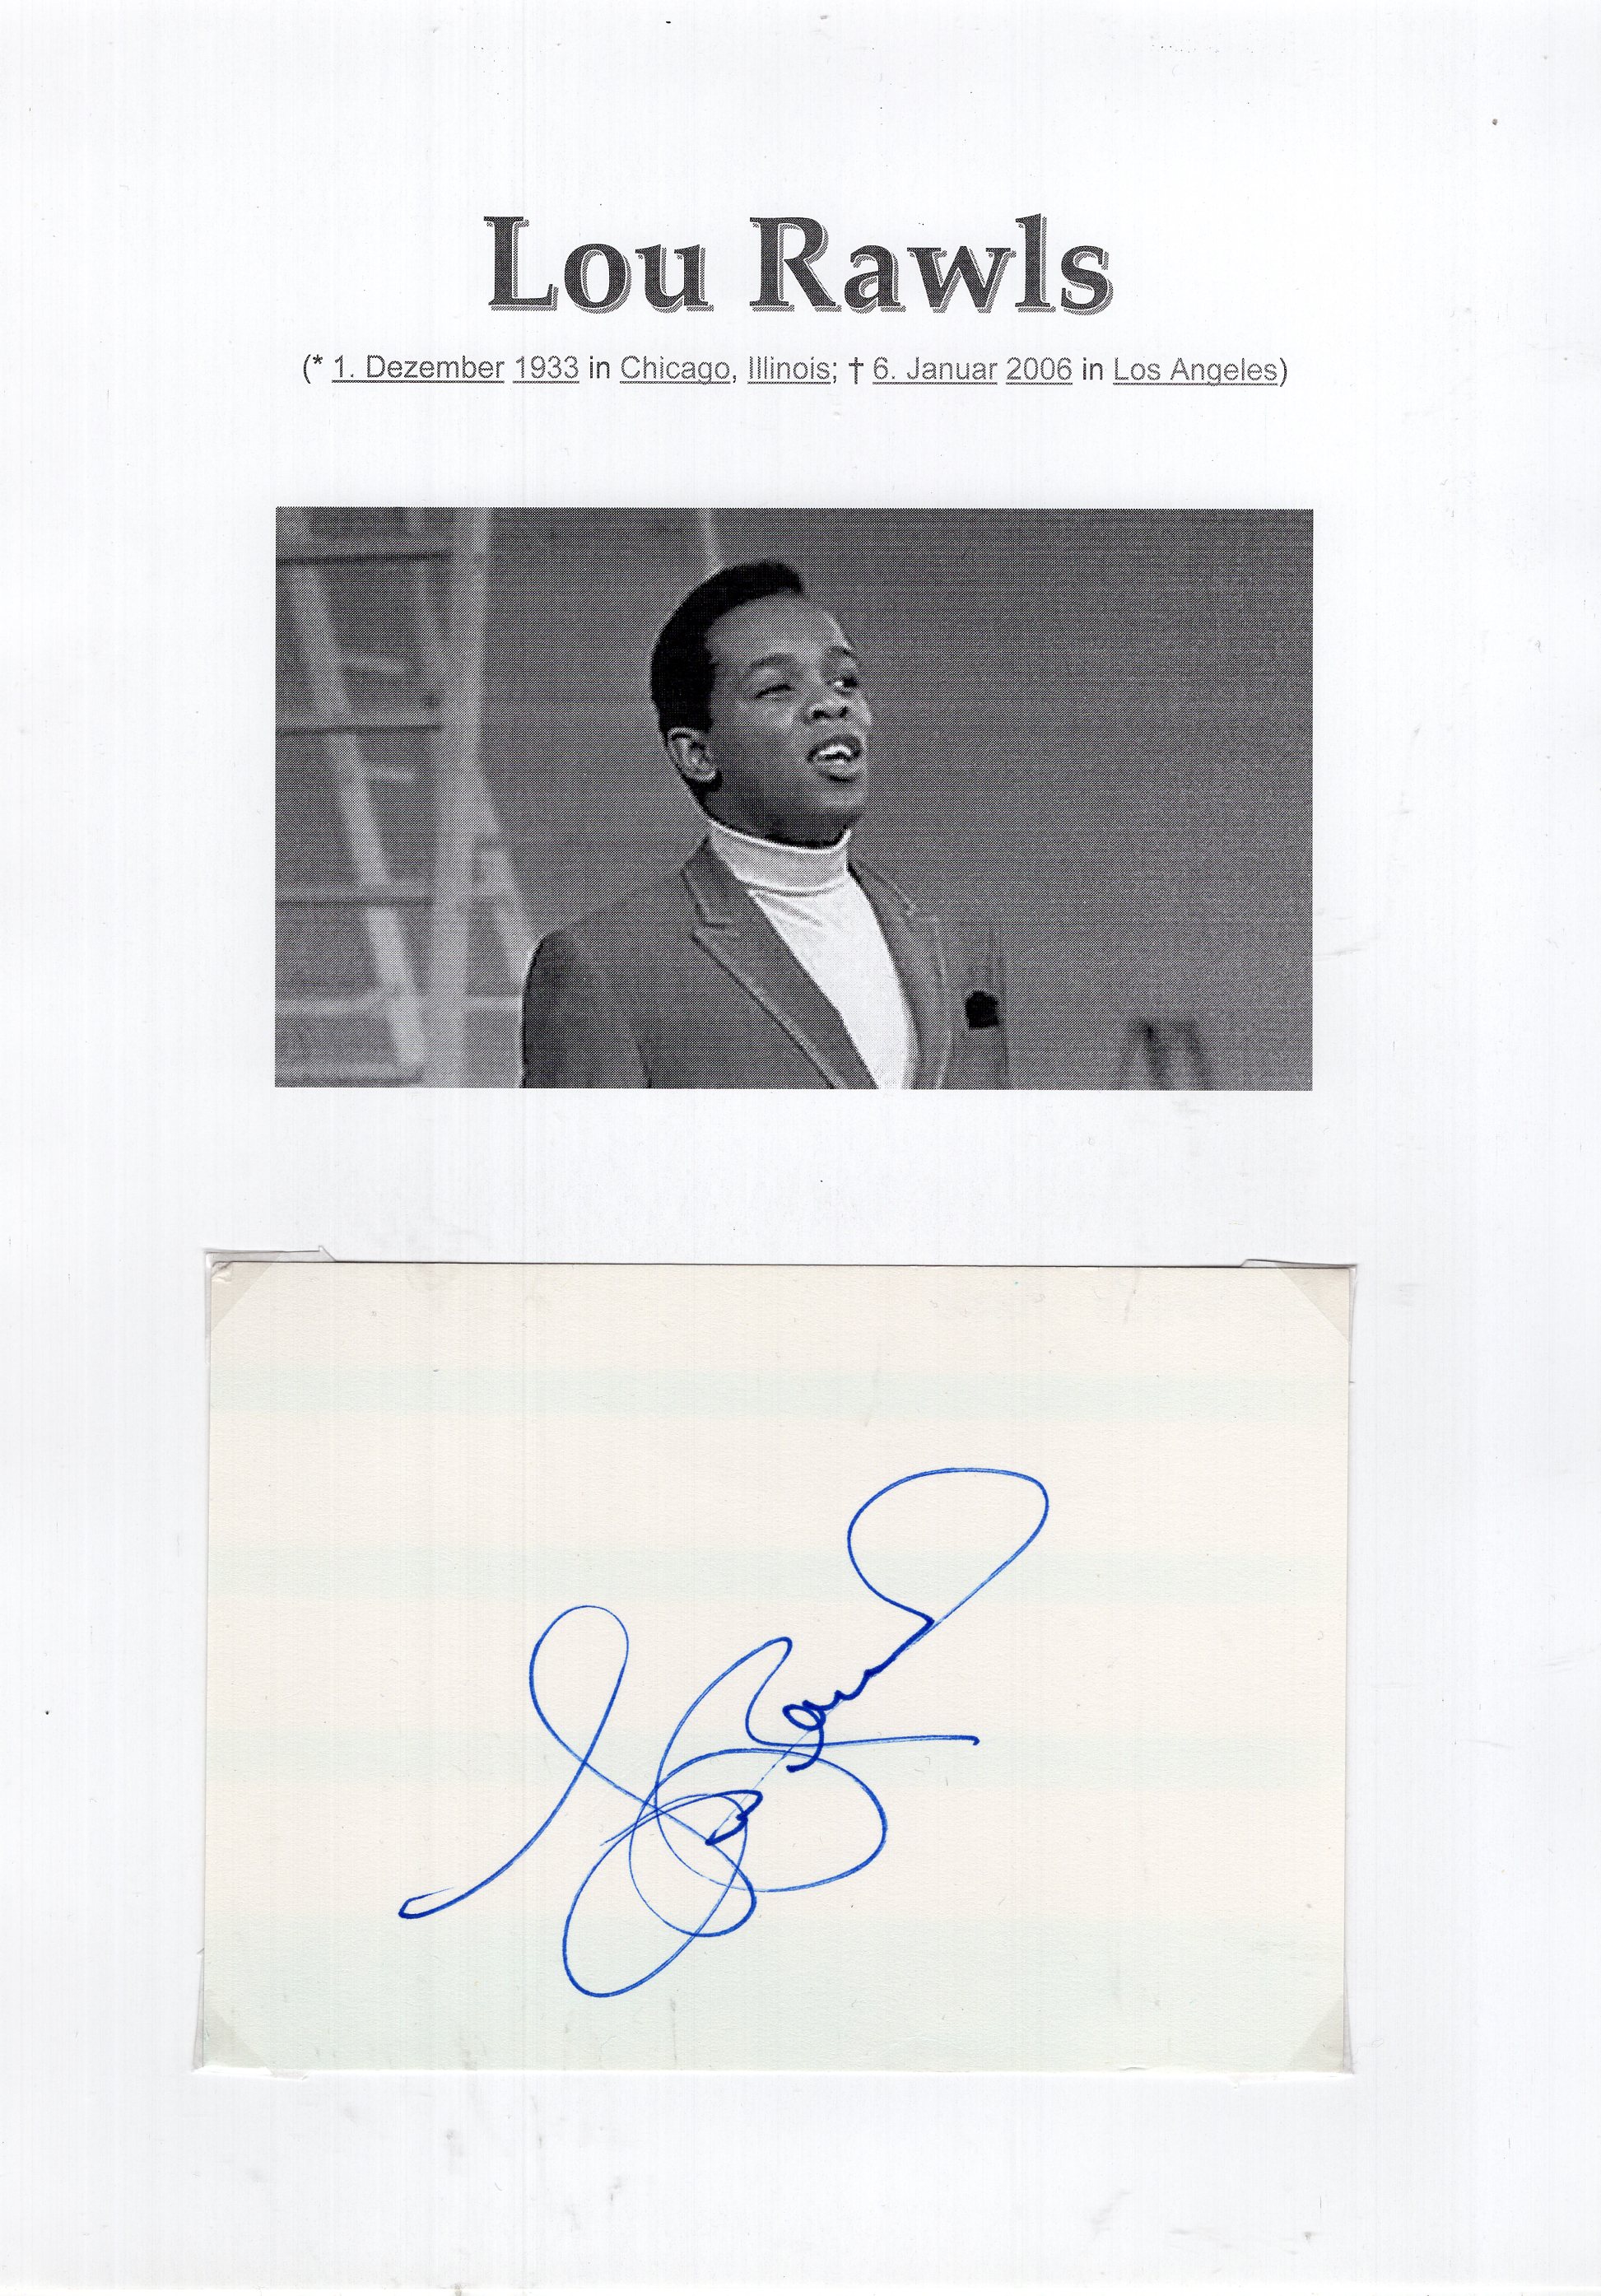 Lou Rawls
(* 1. Dezember 1933 in Chicago, Illinois; † 6. Januar 2006 in Los Angeles)